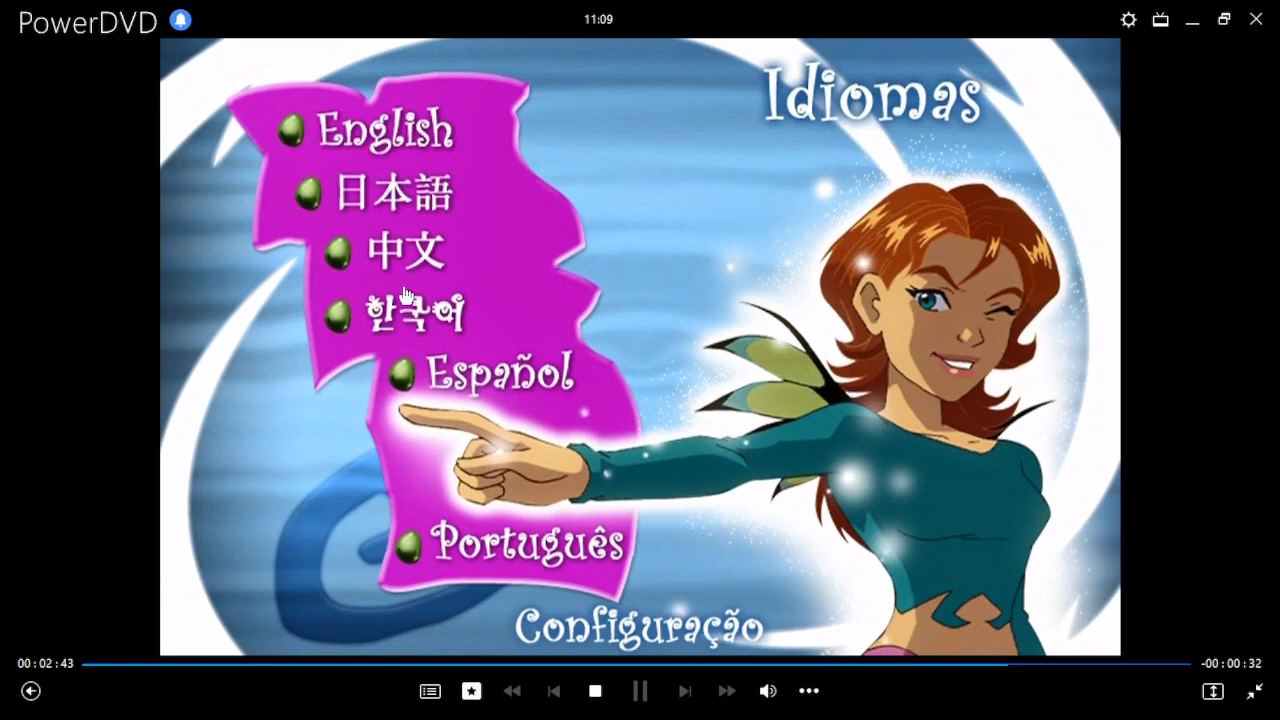 PowerDVD
11:09
Idiomas
English
日本語
中文
한국어
Español
Português
Configuração
00:02:43
-00:00:32